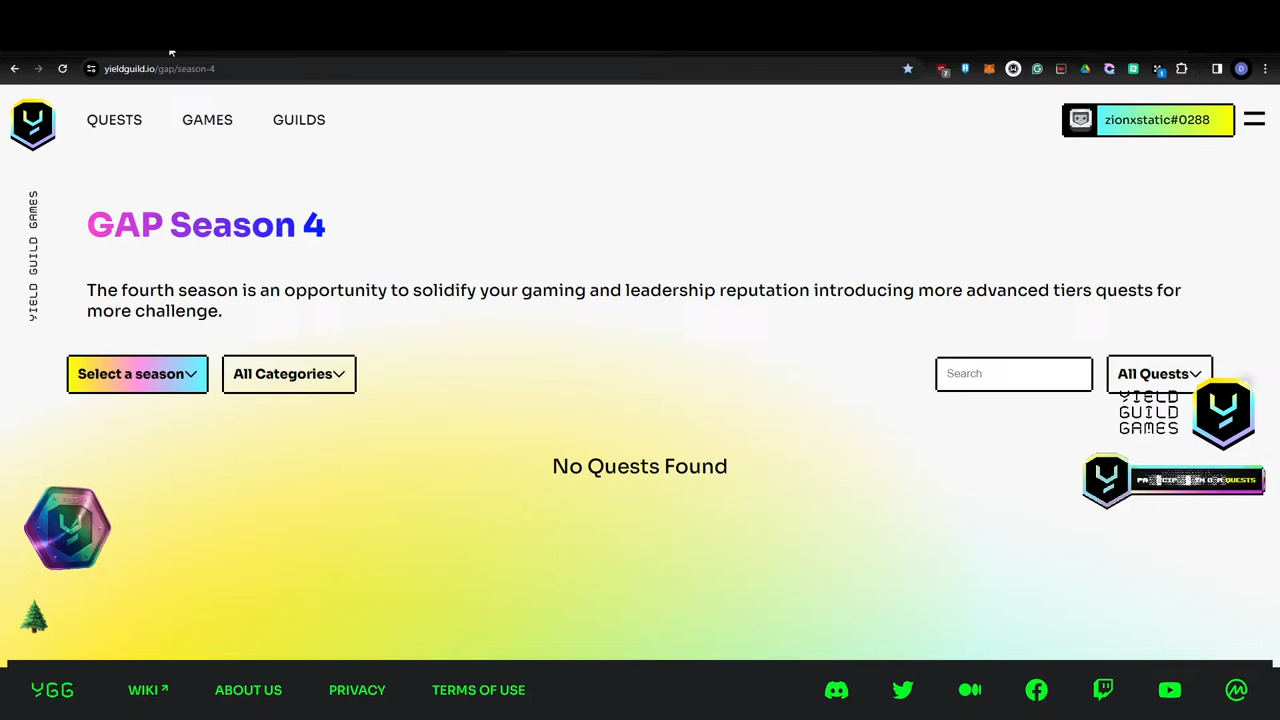 yieldguild.io/gap/season-4
7
1
QUESTS
GAMES
GUILDS
zionxstatic#0288
YIELD GUILD GAMES
GAP Season 4
The fourth season is an opportunity to solidify your gaming and leadership reputation introducing more advanced tiers quests for
more challenge.
Select a season
All Categories
Search
All Quests
YIELD
GUILD
GAMES
No Quests Found
QUESTS
YGG
WIKI
ABOUT US
PRIVACY
TERMS OF USE